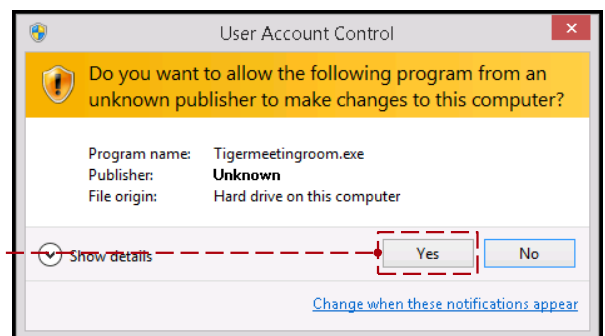 User Account Control
Do you want to allow the following program from an
unknown publisher to make changes to this computer?
Program name: Tigermeetingroom.exe
Publisher: Unknown
File origin: Hard drive on this computer
Show details Yes No
Change when these notifications appear